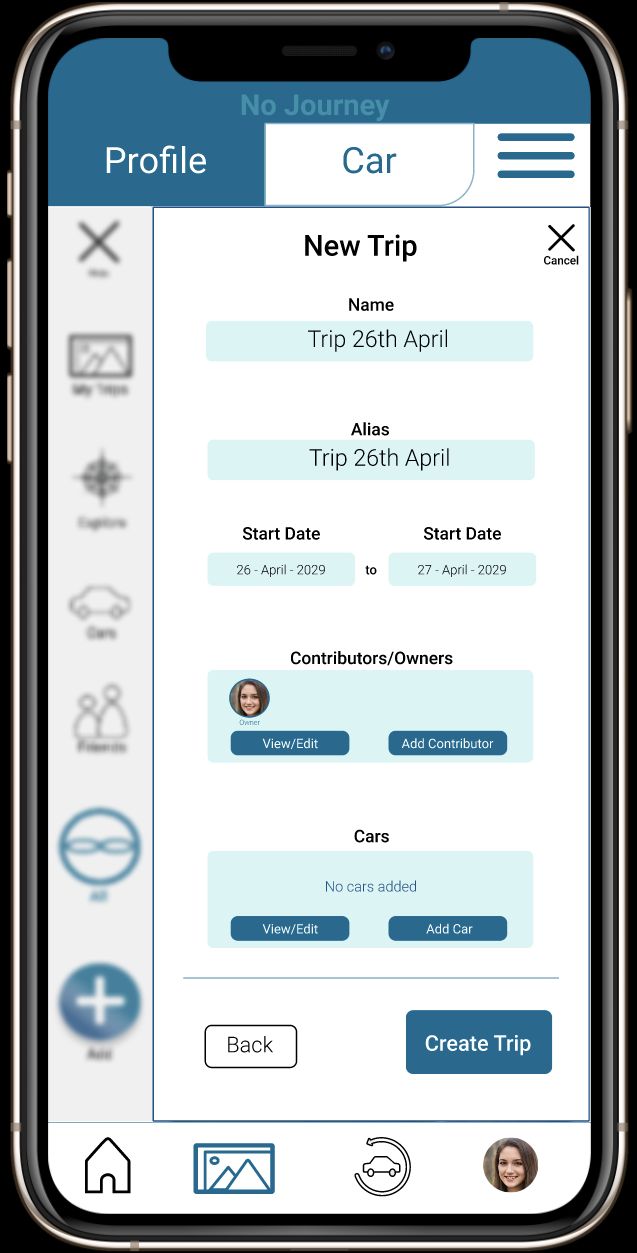 No Journey
Profile
Car
New Trip
Cancel
Hide
My Trips
Explore
Cars
Friends
All
Add
Name
Trip 26th April
Alias
Trip 26th April
Start Date
Start Date
26 - April - 2029
to
27 - April - 2029
Contributors/Owners
Owner
View/Edit
Add Contributor
Cars
No cars added
View/Edit
Add Car
Back
Create Trip